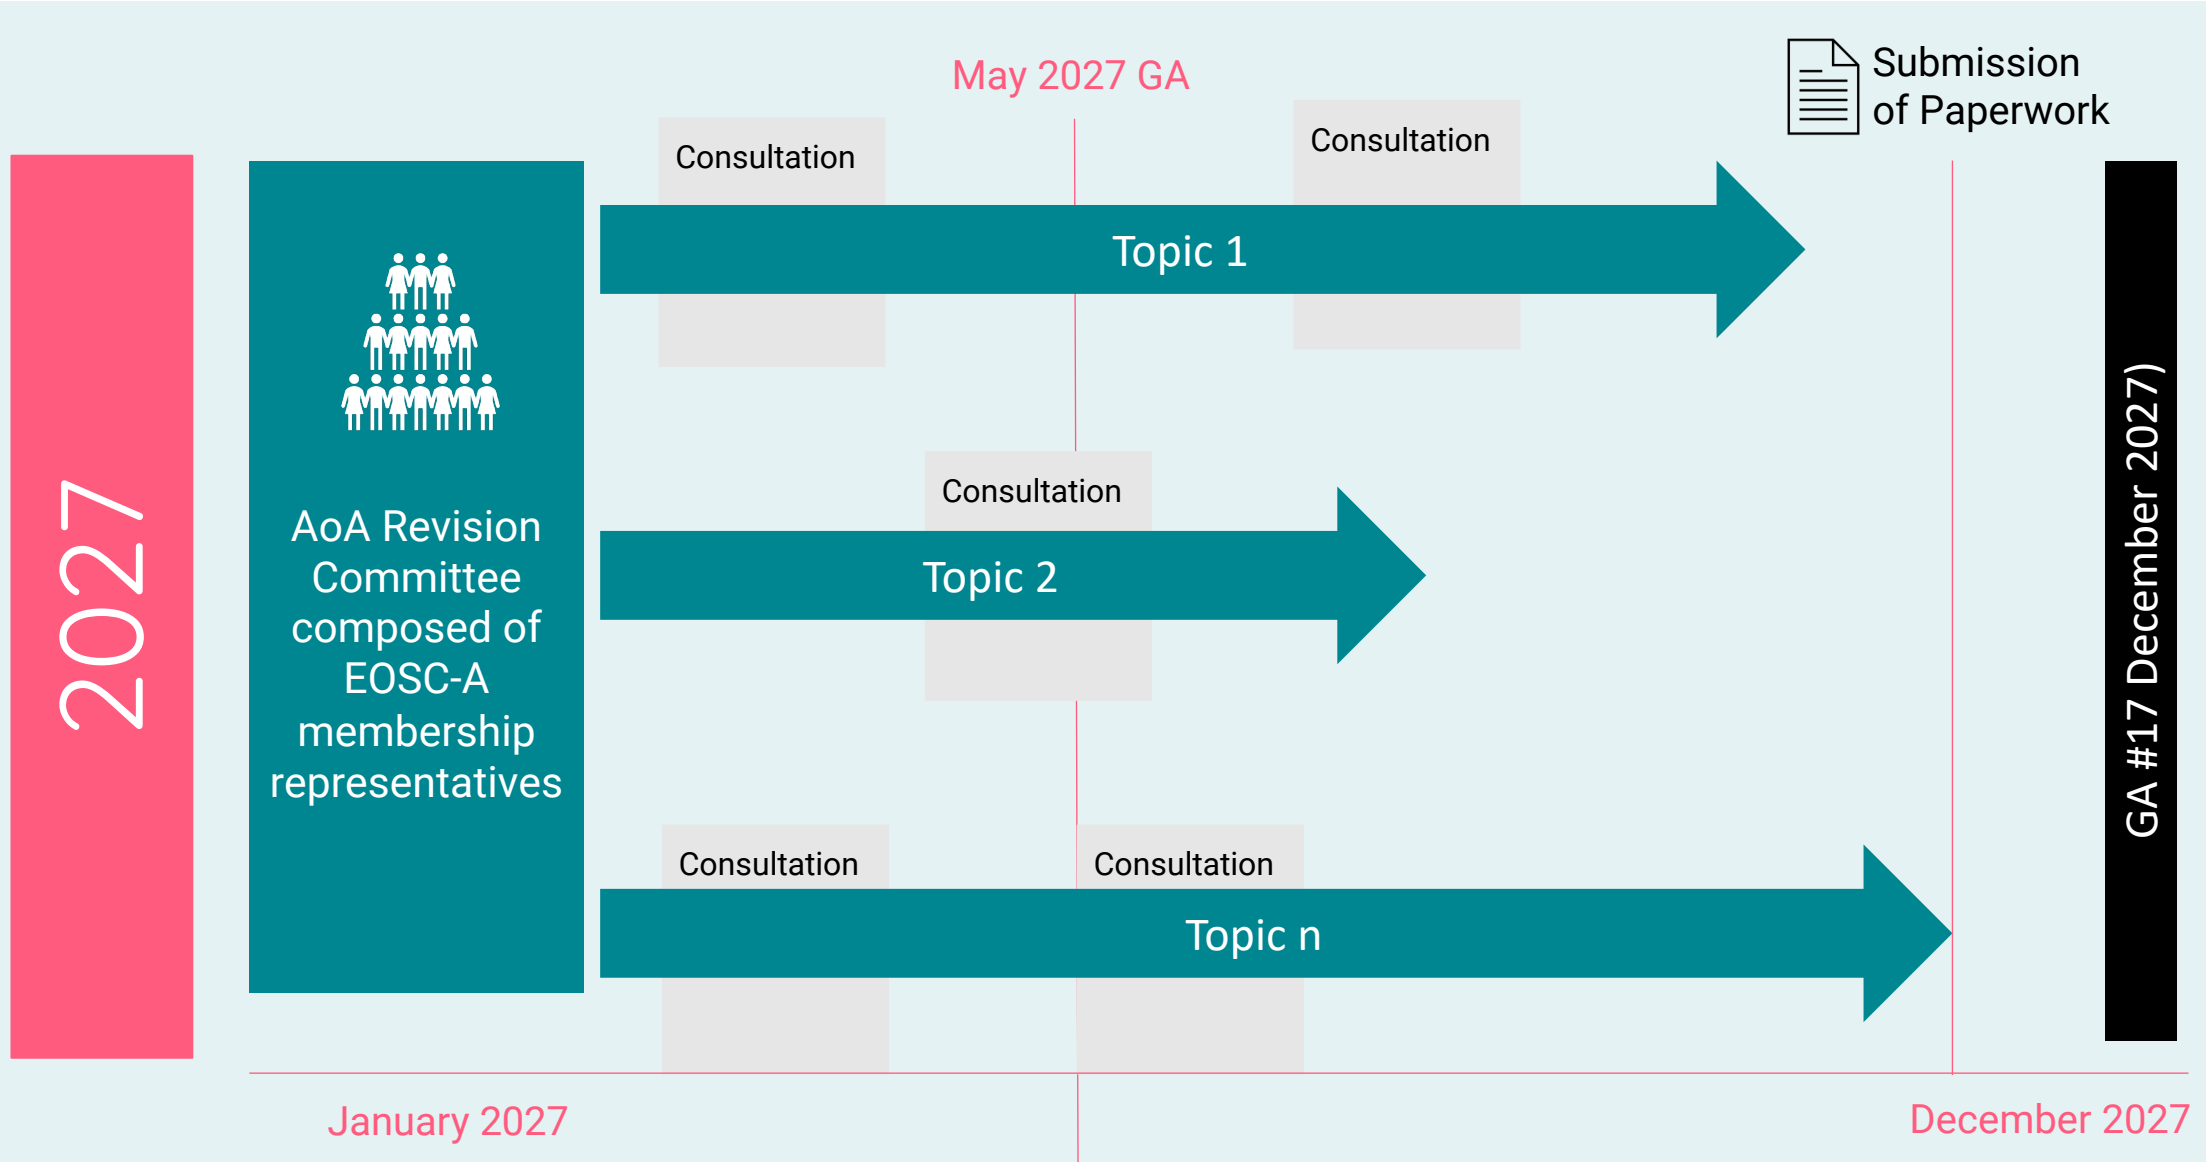 May 2027 GA
Submission
of Paperwork
Consultation
Consultation
Topic 1
2027
AoA Revision
Committee
composed of
EOSC-A
membership
representatives
Consultation
Topic 2
GA #17 December 2027)
Consultation
Consultation
Topic n
January 2027
December 2027